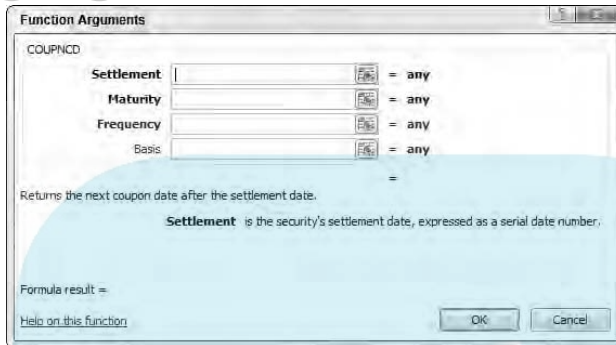 Function Arguments
COUPNCD
Settlement = any
Maturity = any
Frequency = any
Basis = any
=
Returns the next coupon date after the settlement date.
Settlement is the security's settlement date, expressed as a serial date number.
Formula result =
Help on this function OK Cancel